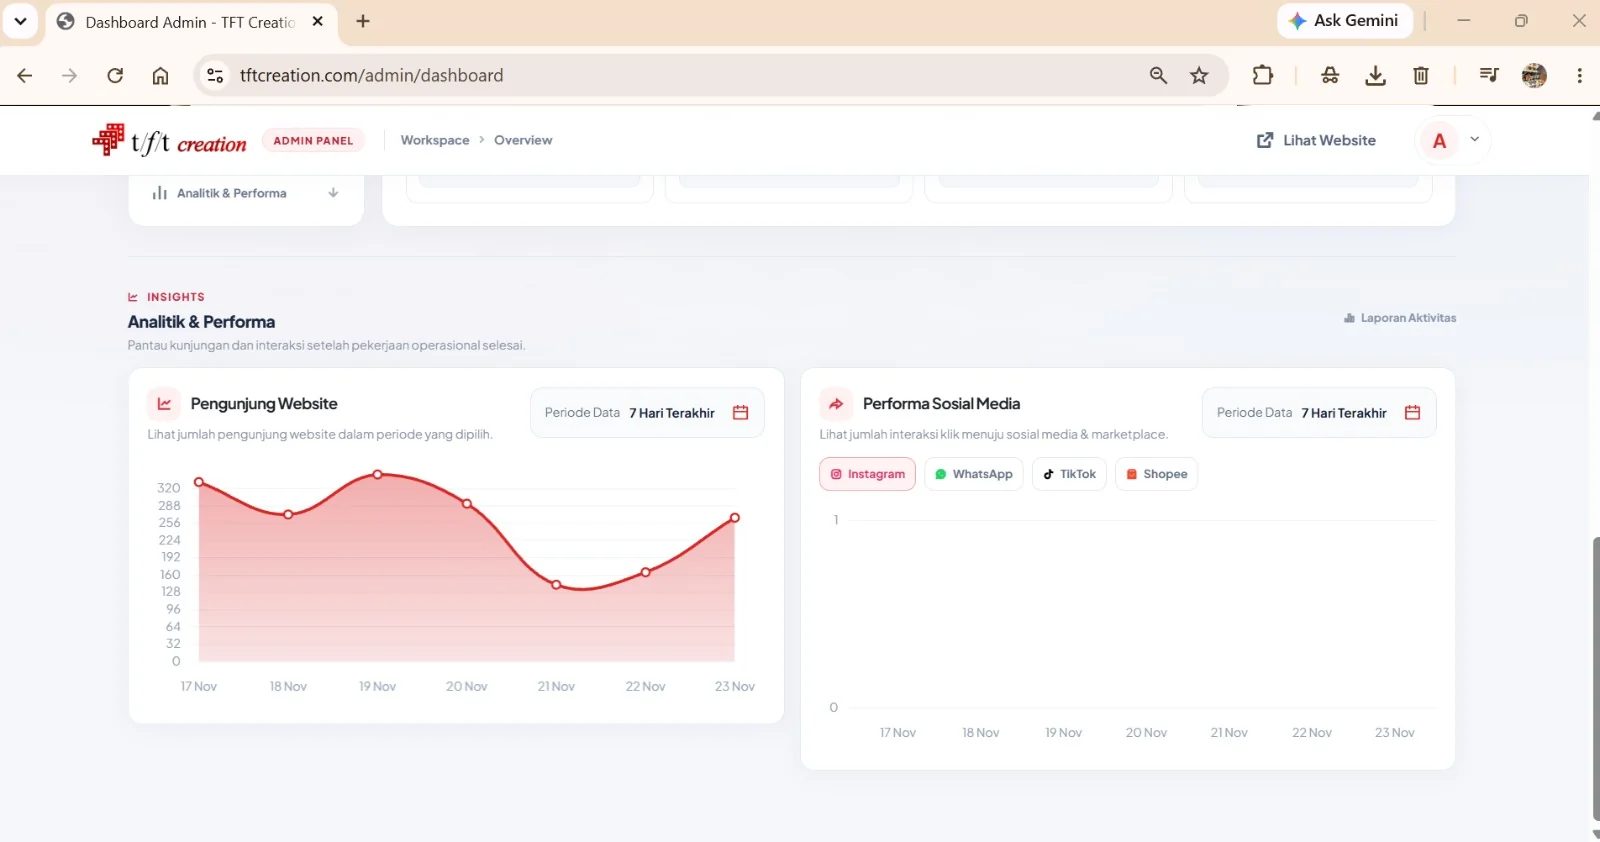 Dashboard Admin - TFT Creatio
Ask Gemini
tftcreation.com/admin/dashboard
t/f/t creation
ADMIN PANEL
Workspace > Overview
Lihat Website
A
Analitik & Performa
INSIGHTS
Analitik & Performa
Pantau kunjungan dan interaksi setelah pekerjaan operasional selesai.
Laporan Aktivitas
Pengunjung Website
Lihat jumlah pengunjung website dalam periode yang dipilih.
Periode Data 7 Hari Terakhir
320
288
256
224
192
160
128
96
64
32
0
17 Nov 18 Nov 19 Nov 20 Nov 21 Nov 22 Nov 23 Nov
Performa Sosial Media
Lihat jumlah interaksi klik menuju sosial media & marketplace.
Periode Data 7 Hari Terakhir
Instagram WhatsApp TikTok Shopee
1
0
17 Nov 18 Nov 19 Nov 20 Nov 21 Nov 22 Nov 23 Nov